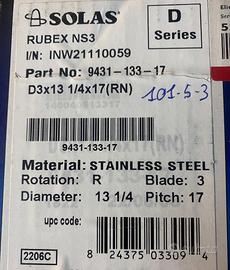 SOLAS
D
Series
RUBEX NS3
I/N: INW21110059
Part No: 9431-133-17
D3x13 1/4x17(RN)
101-5-3
9431-133-17
Material: STAINLESS STEEL
Rotation: R Blade: 3
Diameter: 13 1/4 Pitch: 17
upc code:
2206C
8 24375 03309 4